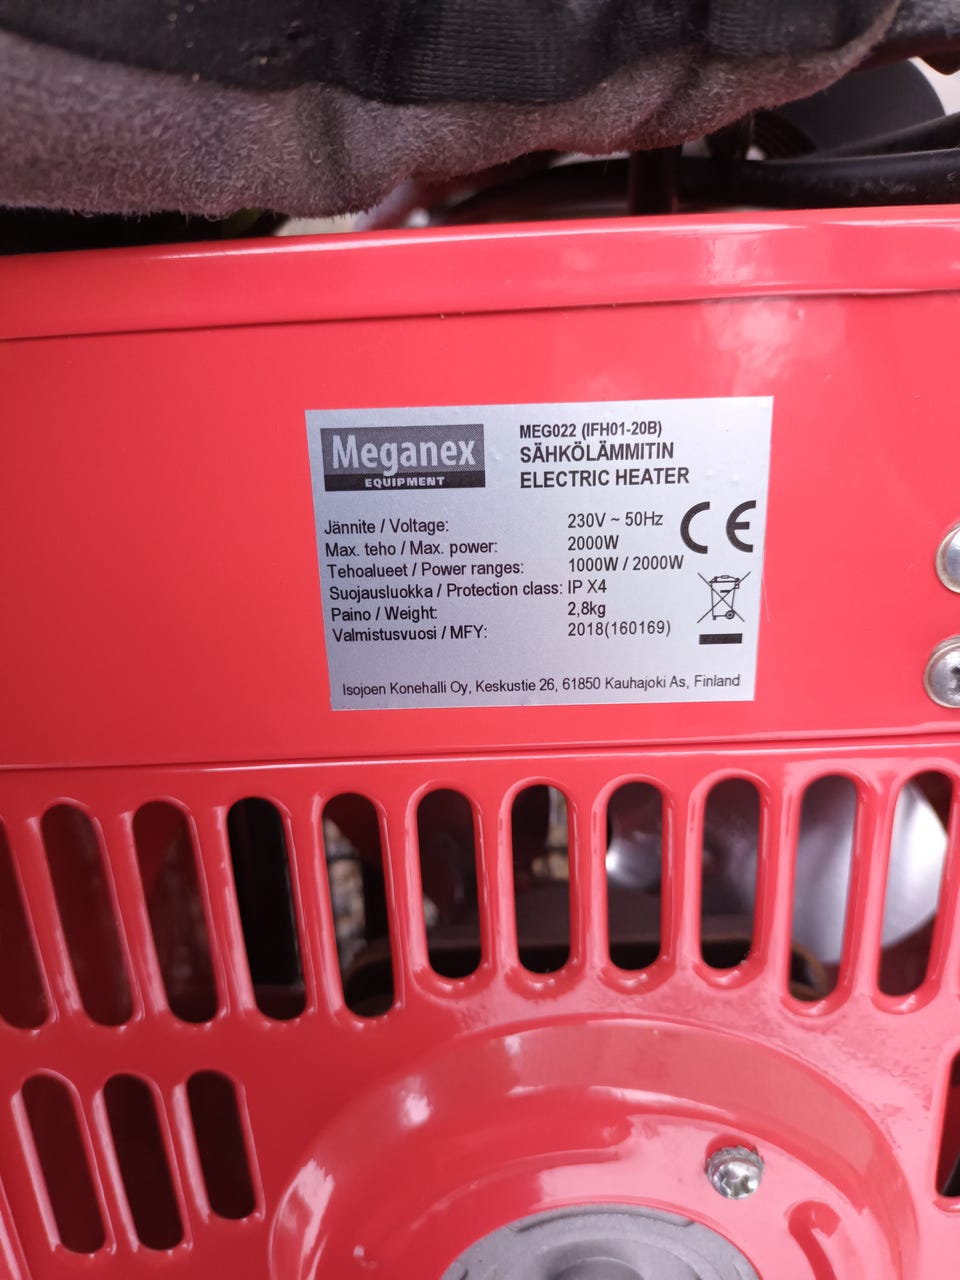 Meganex
EQUIPMENT
MEG022 (IFH01-20B)
SÄHKÖLÄMMITIN
ELECTRIC HEATER
Jännite / Voltage: 230V ~ 50Hz
Max. teho / Max. power: 2000W
Tehoalueet / Power ranges: 1000W / 2000W
Suojausluokka / Protection class: IP X4
Paino / Weight: 2,8kg
Valmistusvuosi / MFY: 2018(160169)
CE
Isojoen Konehalli Oy, Keskustie 26, 61850 Kauhajoki As, Finland